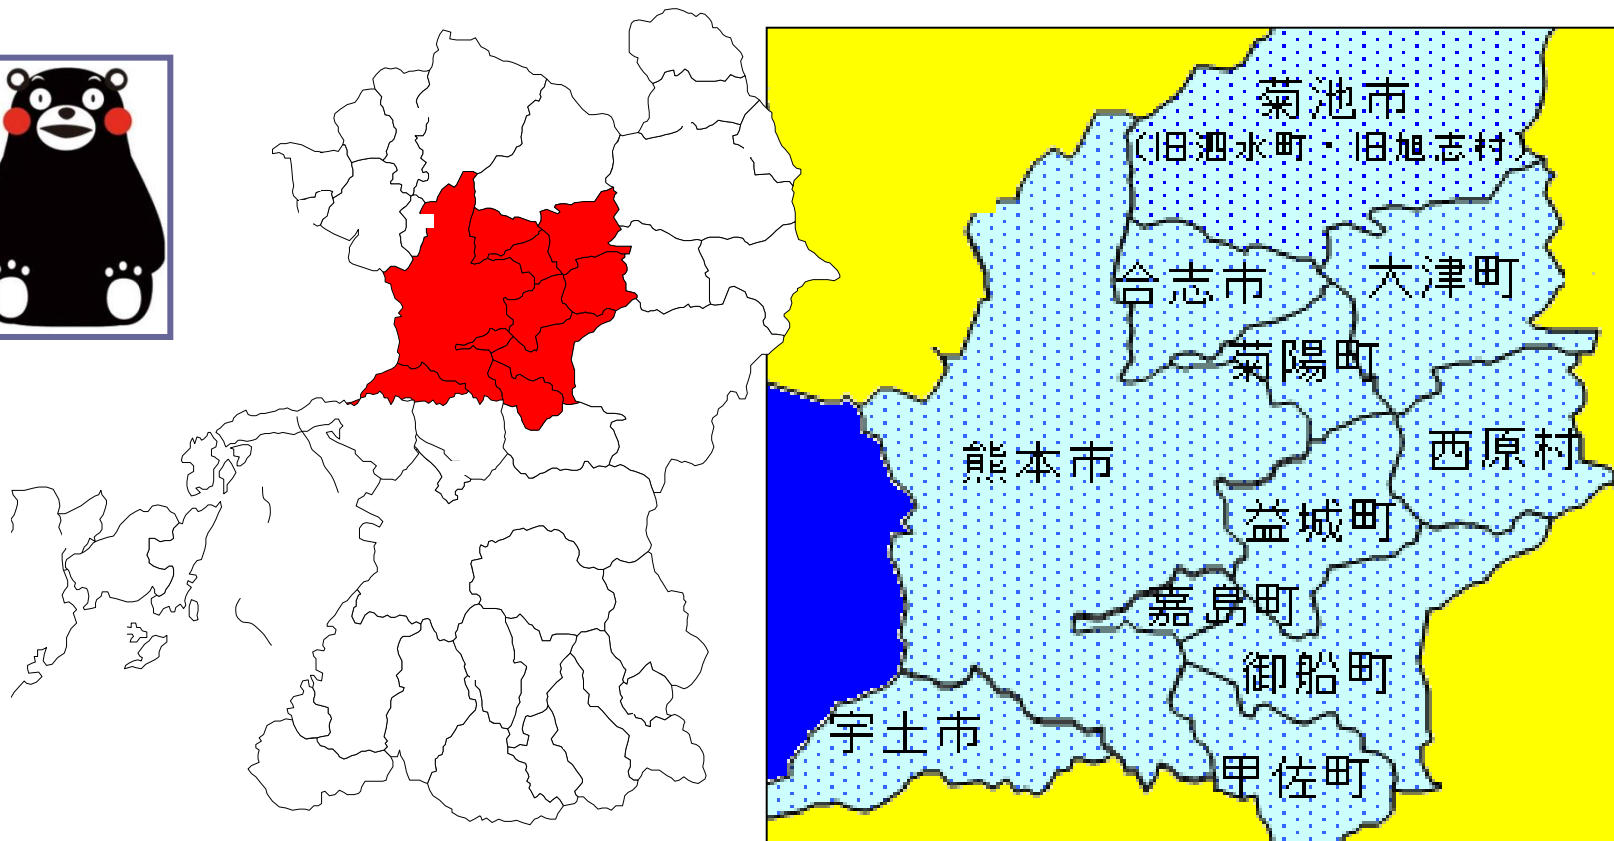 菊池市
(旧泗水町・旧旭志村)
合志市
大津町
菊陽町
熊本市
西原村
益城町
嘉島町
御船町
宇土市
甲佐町